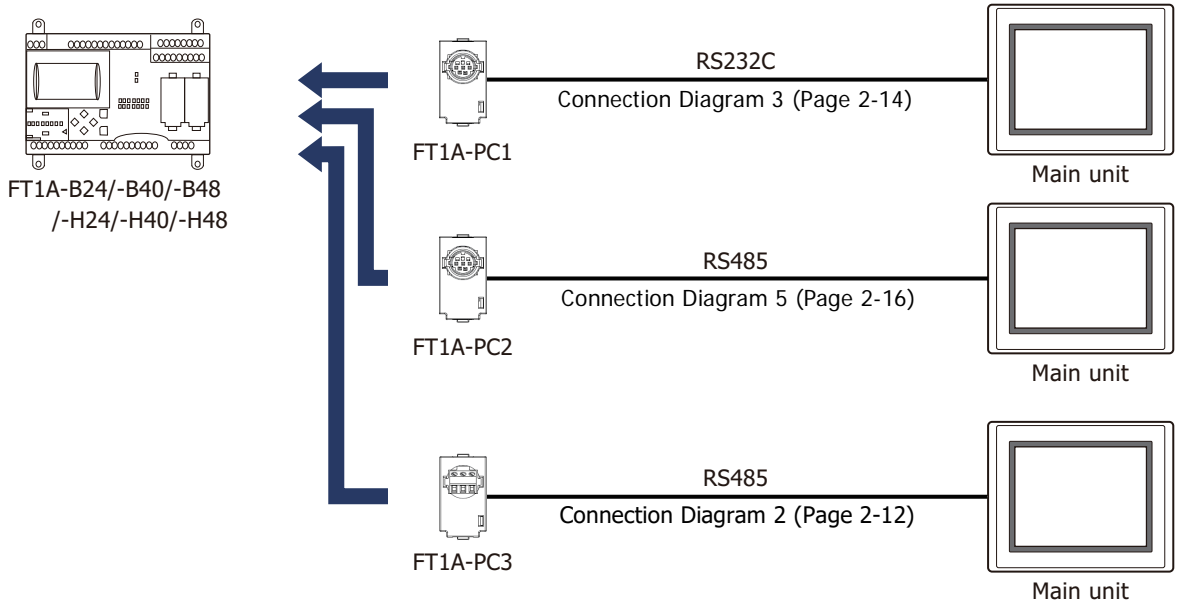 RS232C
Connection Diagram 3 (Page 2-14)
FT1A-PC1
Main unit
FT1A-B24/-B40/-B48
/-H24/-H40/-H48
RS485
Connection Diagram 5 (Page 2-16)
FT1A-PC2
Main unit
RS485
Connection Diagram 2 (Page 2-12)
FT1A-PC3
Main unit